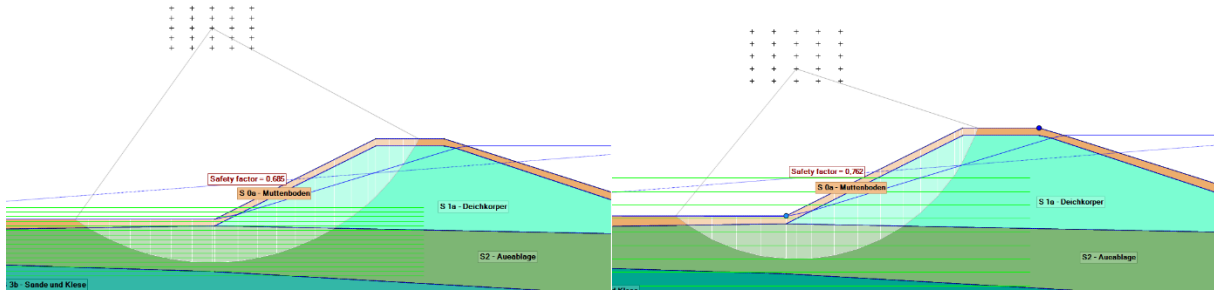 Safety factor = 0,685
S 0a - Muttenboden
S 1a - Deichkorper
S2 - Aueablage
3b - Sande und Kiese
Safety factor = 0,762
S 0a - Muttenboden
S 1a - Deichkorper
S2 - Aueablage